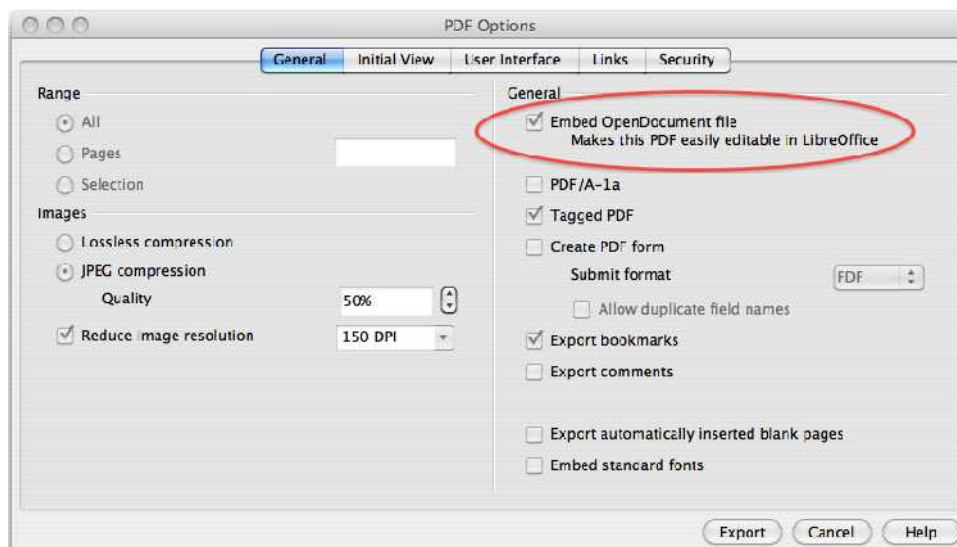 PDF Options
General Initial View User Interface Links Security
Range
All
Pages
Selection
Images
Lossless compression
JPEG compression
Quality 50%
Reduce image resolution 150 DPI
General
Embed OpenDocument file
Makes this PDF easily editable in LibreOffice
PDF/A-1a
Tagged PDF
Create PDF form
Submit format FDF
Allow duplicate field names
Export bookmarks
Export comments
Export automatically inserted blank pages
Embed standard fonts
Export Cancel Help